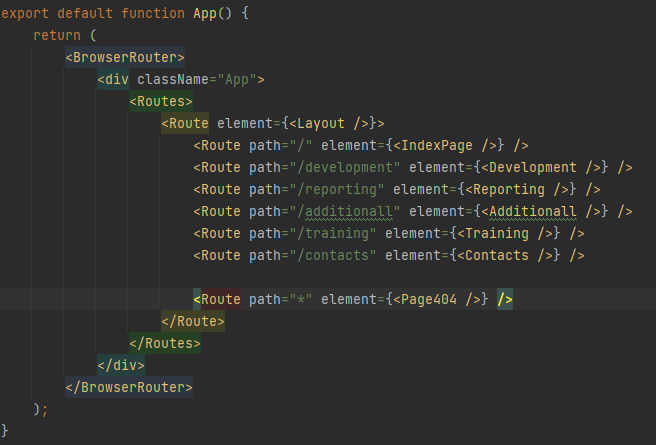 export default function App() {
    return (
        <BrowserRouter>
            <div className="App">
                <Routes>
                    <Route element={<Layout />}>
                        <Route path="/" element={<IndexPage />} />
                        <Route path="/development" element={<Development />} />
                        <Route path="/reporting" element={<Reporting />} />
                        <Route path="/additionall" element={<Additionall />} />
                        <Route path="/training" element={<Training />} />
                        <Route path="/contacts" element={<Contacts />} />

                        <Route path="*" element={<Page404 />} />
                    </Route>
                </Routes>
            </div>
        </BrowserRouter>
    );
}